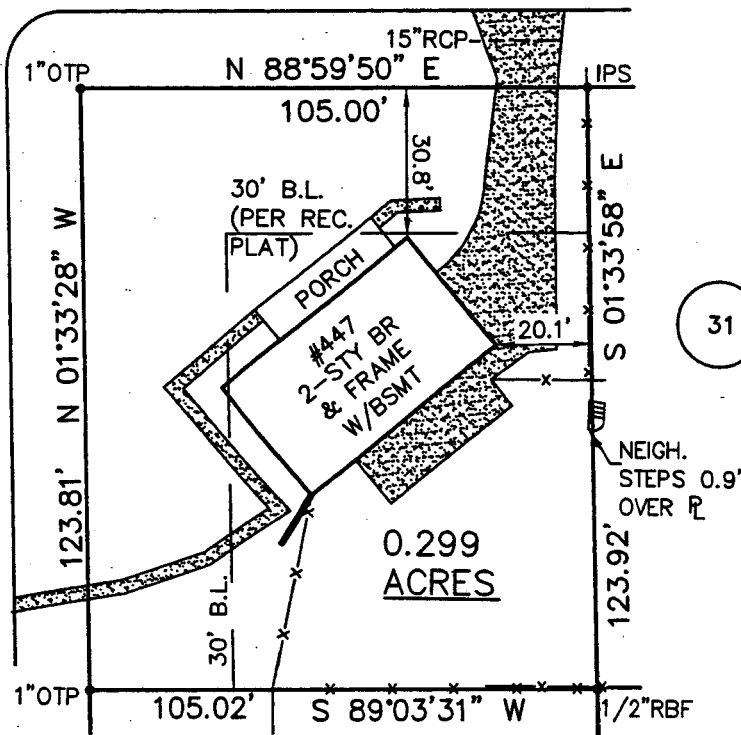 15"RCP
1"OTP
N 88°59'50" E
IPS
105.00'
30.8'
30' B.L.
(PER REC.
PLAT)
N 01°33'28" W
123.81'
S 01°33'58" E
123.92'
PORCH
#447
2-STY BR
& FRAME
W/BSMT
20.1'
31
NEIGH.
STEPS 0.9'
OVER PL
0.299
ACRES
30' B.L.
1"OTP
105.02'
S 89°03'31" W
1/2"RBF